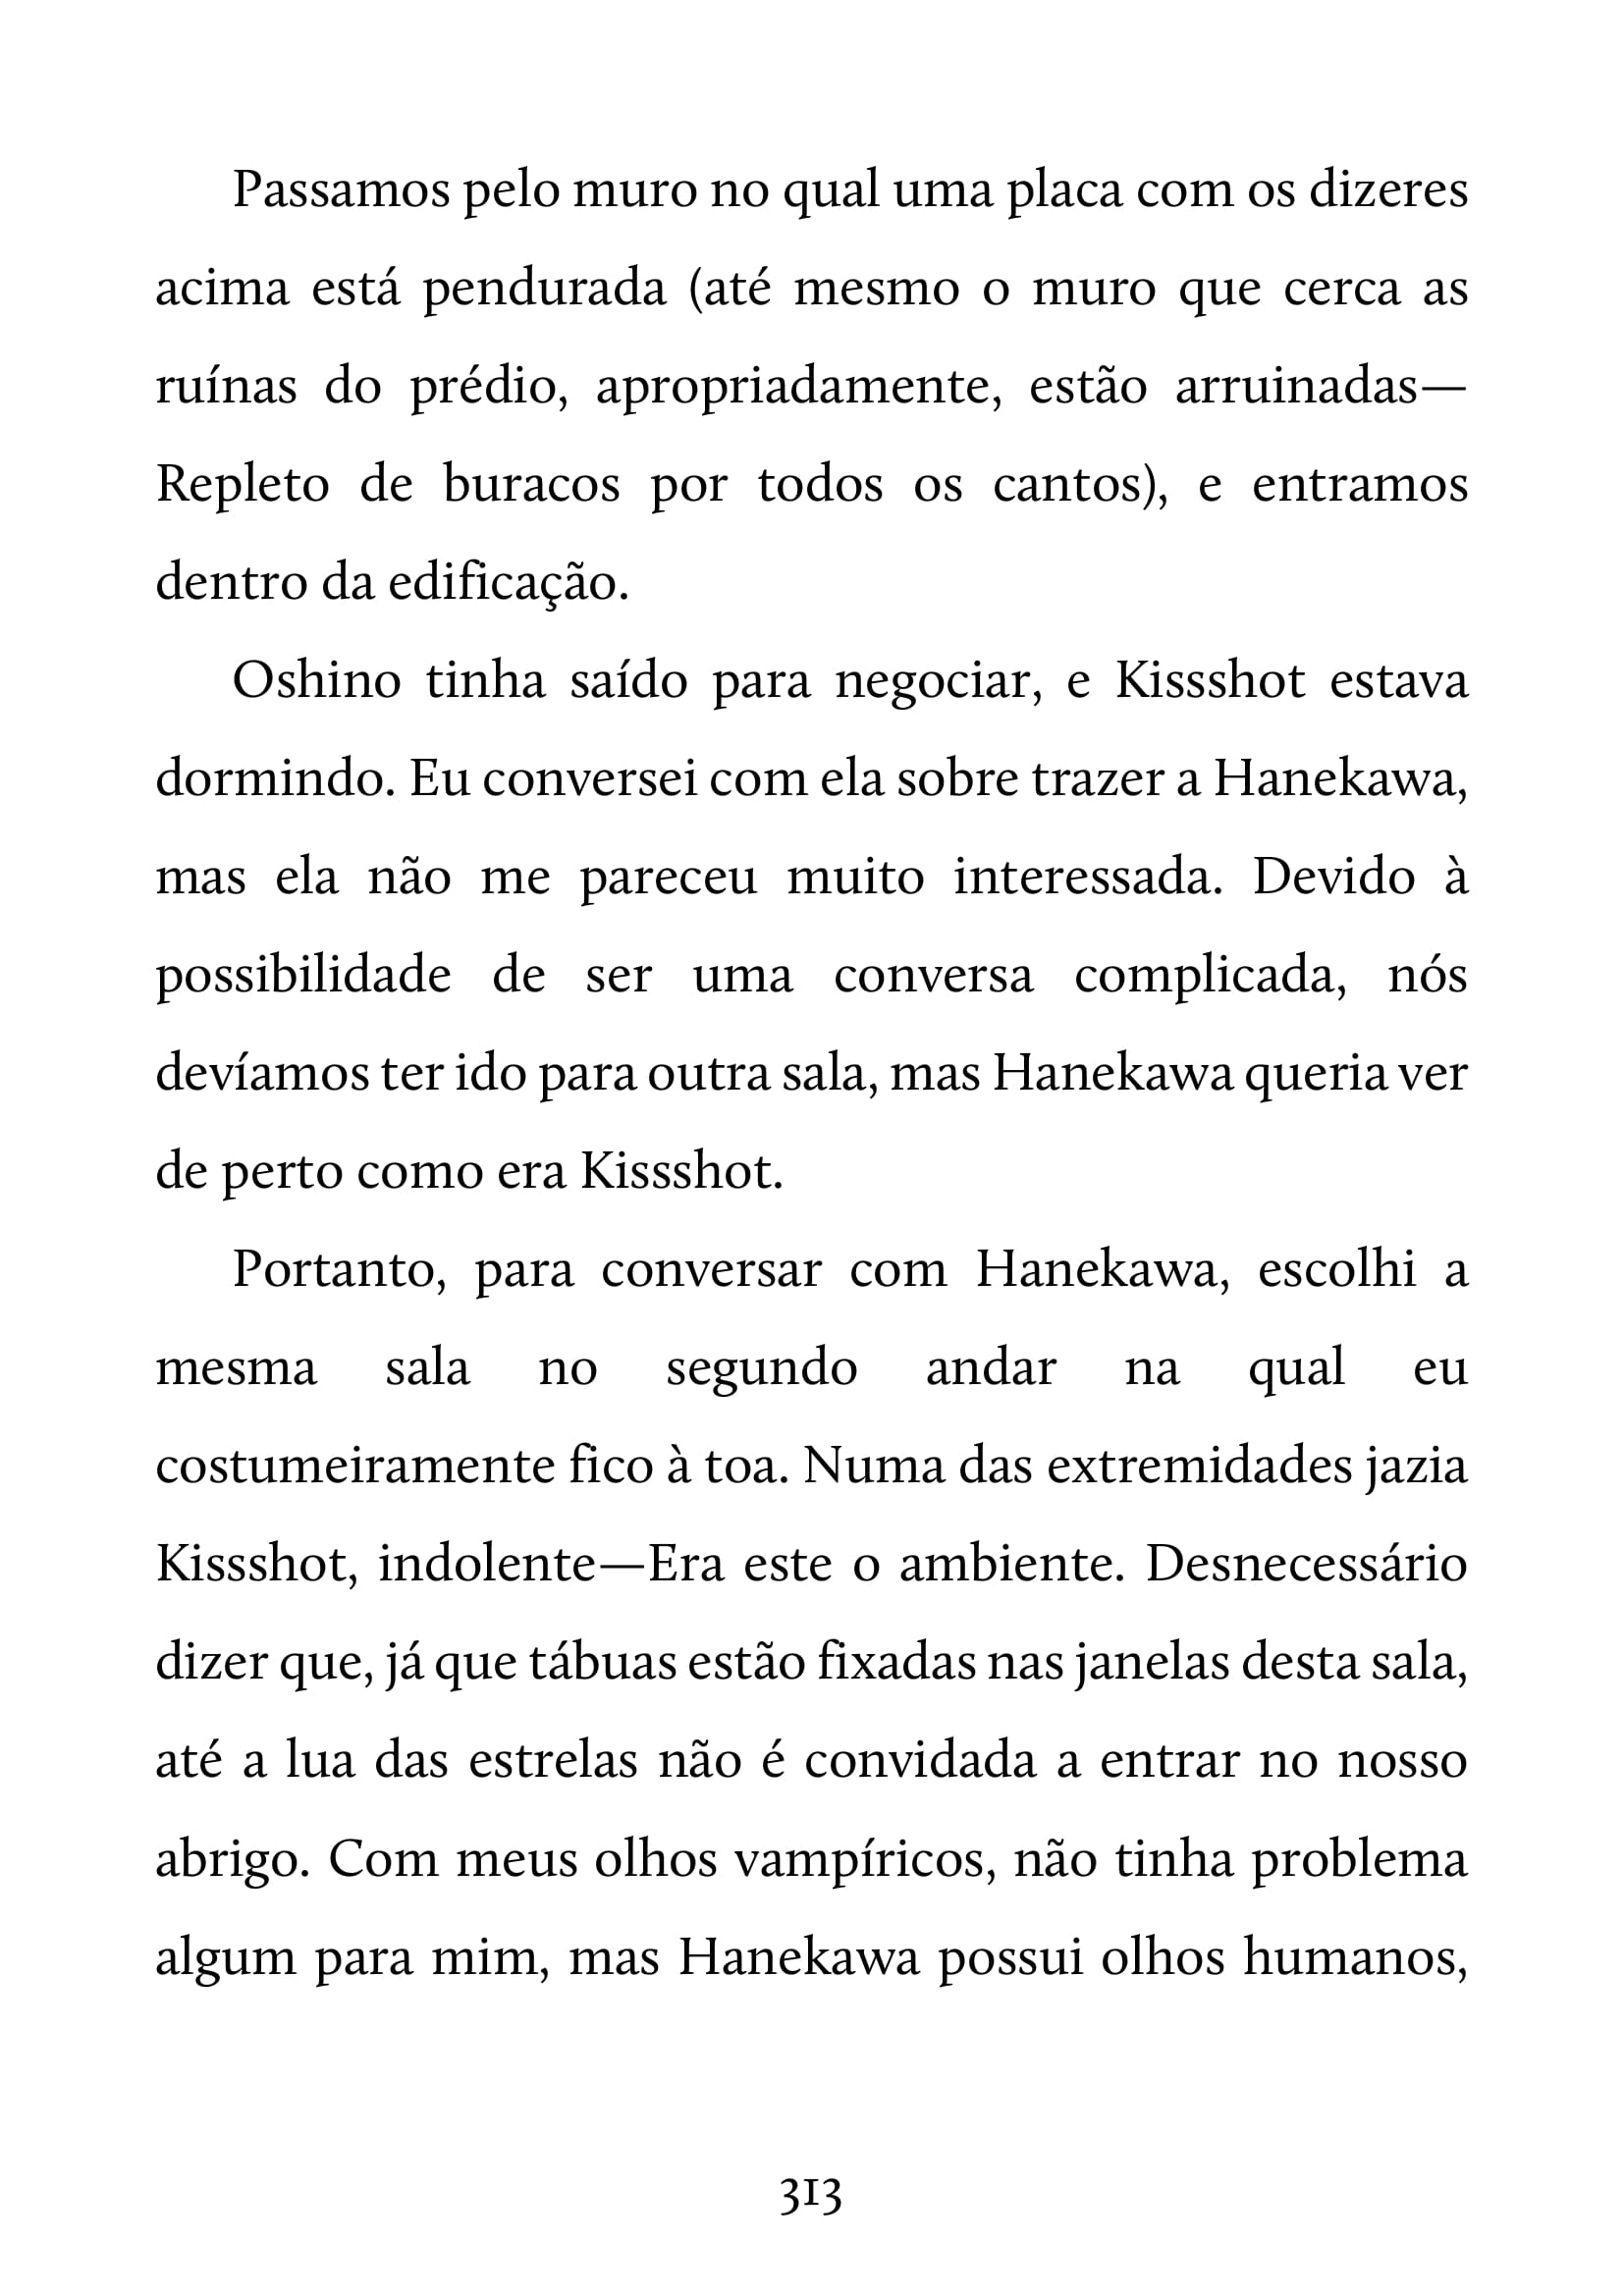 Passamos pelo muro no qual uma placa com os dizeres
acima está pendurada (até mesmo o muro que cerca as
ruínas do prédio, apropriadamente, estão arruinadas—
Repleto de buracos por todos os cantos), e entramos
dentro da edificação.
Oshino tinha saído para negociar, e Kissshot estava
dormindo. Eu conversei com ela sobre trazer a Hanekawa,
mas ela não me pareceu muito interessada. Devido à
possibilidade de ser uma conversa complicada, nós
devíamos ter ido para outra sala, mas Hanekawa queria ver
de perto como era Kissshot.
Portanto, para conversar com Hanekawa, escolhi a
mesma sala no segundo andar na qual eu
costumeiramente fico à toa. Numa das extremidades jazia
Kissshot, indolente—Era este o ambiente. Desnecessário
dizer que, já que tábuas estão fixadas nas janelas desta sala,
até a lua das estrelas não é convidada a entrar no nosso
abrigo. Com meus olhos vampíricos, não tinha problema
algum para mim, mas Hanekawa possui olhos humanos,
313